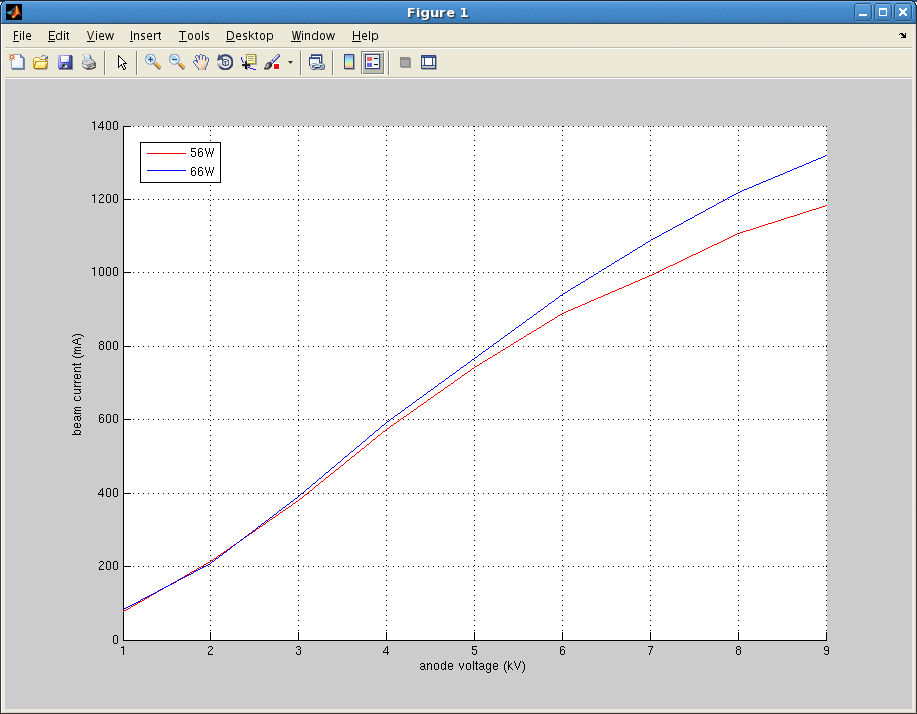 Figure 1
File Edit View Insert Tools Desktop Window Help
1400
1200
1000
800
600
400
200
0
56W
66W
beam current (mA)
1 2 3 4 5 6 7 8 9
anode voltage (kV)